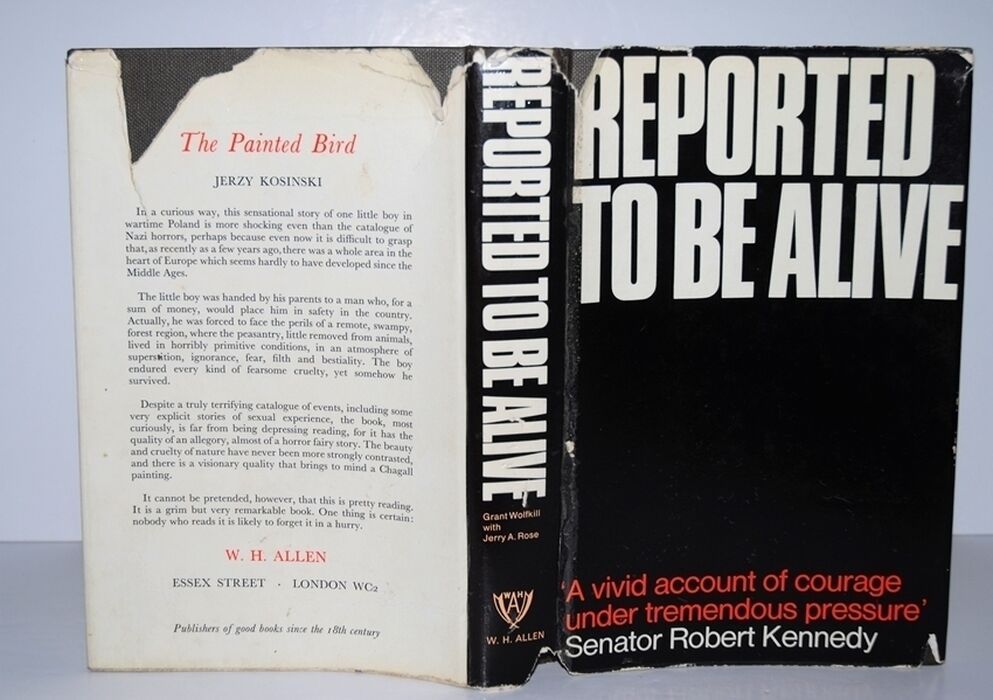 The Painted Bird
JERZY KOSINSKI
In a curious way, this sensational story of one little boy in
wartime Poland is more shocking even than the catalogue of
Nazi horrors, perhaps because even now it is difficult to grasp
that, as recently as a few years ago, there was a whole area in the
heart of Europe which seems hardly to have developed since the
Middle Ages.
The little boy was handed by his parents to a man who, for a
sum of money, would place him in safety in the country.
Actually, he was forced to face the perils of a remote, swampy,
forest region, where the peasantry, little removed from animals,
lived in horribly primitive conditions, in an atmosphere of
superstition, ignorance, fear, filth and bestiality. The boy
endured every kind of fearsome cruelty, yet somehow he
survived.
Despite a truly terrifying catalogue of events, including some
very explicit stories of sexual experience, the book, most
curiously, is far from being depressing reading, for it has the
quality of an allegory, almost of a horror fairy story. The beauty
and cruelty of nature have never been more strongly contrasted,
and there is a visionary quality that brings to mind a Chagall
painting.
It cannot be pretended, however, that this is pretty reading.
It is a grim but very remarkable book. One thing is certain:
nobody who reads it is likely to forget it in a hurry.
W. H. ALLEN
ESSEX STREET · LONDON WC2
Publishers of good books since the 18th century
REPORTED TO BE ALIVE
Grant Wolfkill
with
Jerry A. Rose
WHA
W. H. ALLEN
REPORTED
TO BE ALIVE
'A vivid account of courage
under tremendous pressure'
Senator Robert Kennedy